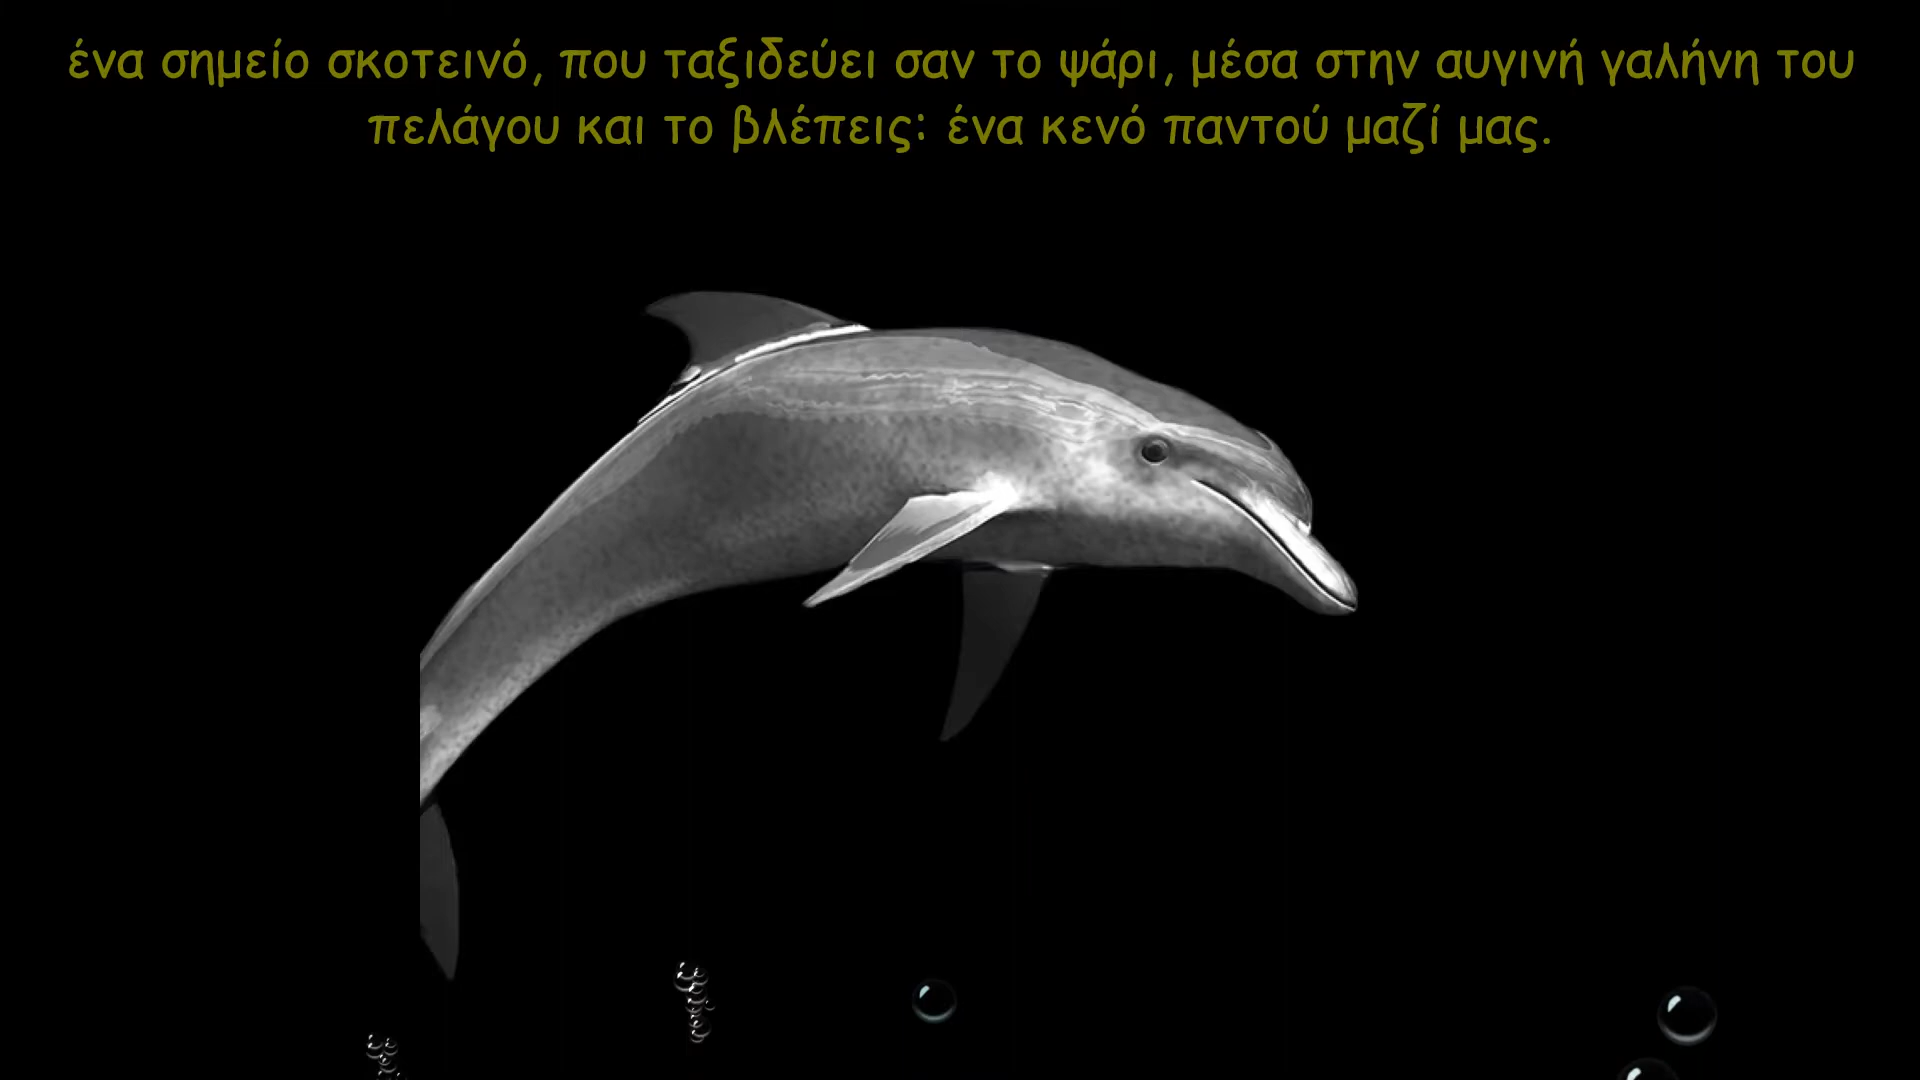 ένα σημείο σκοτεινό, που ταξιδεύει σαν το ψάρι, μέσα στην αυγινή γαλήνη του
πελάγου και το βλέπεις: ένα κενό παντού μαζί μας.